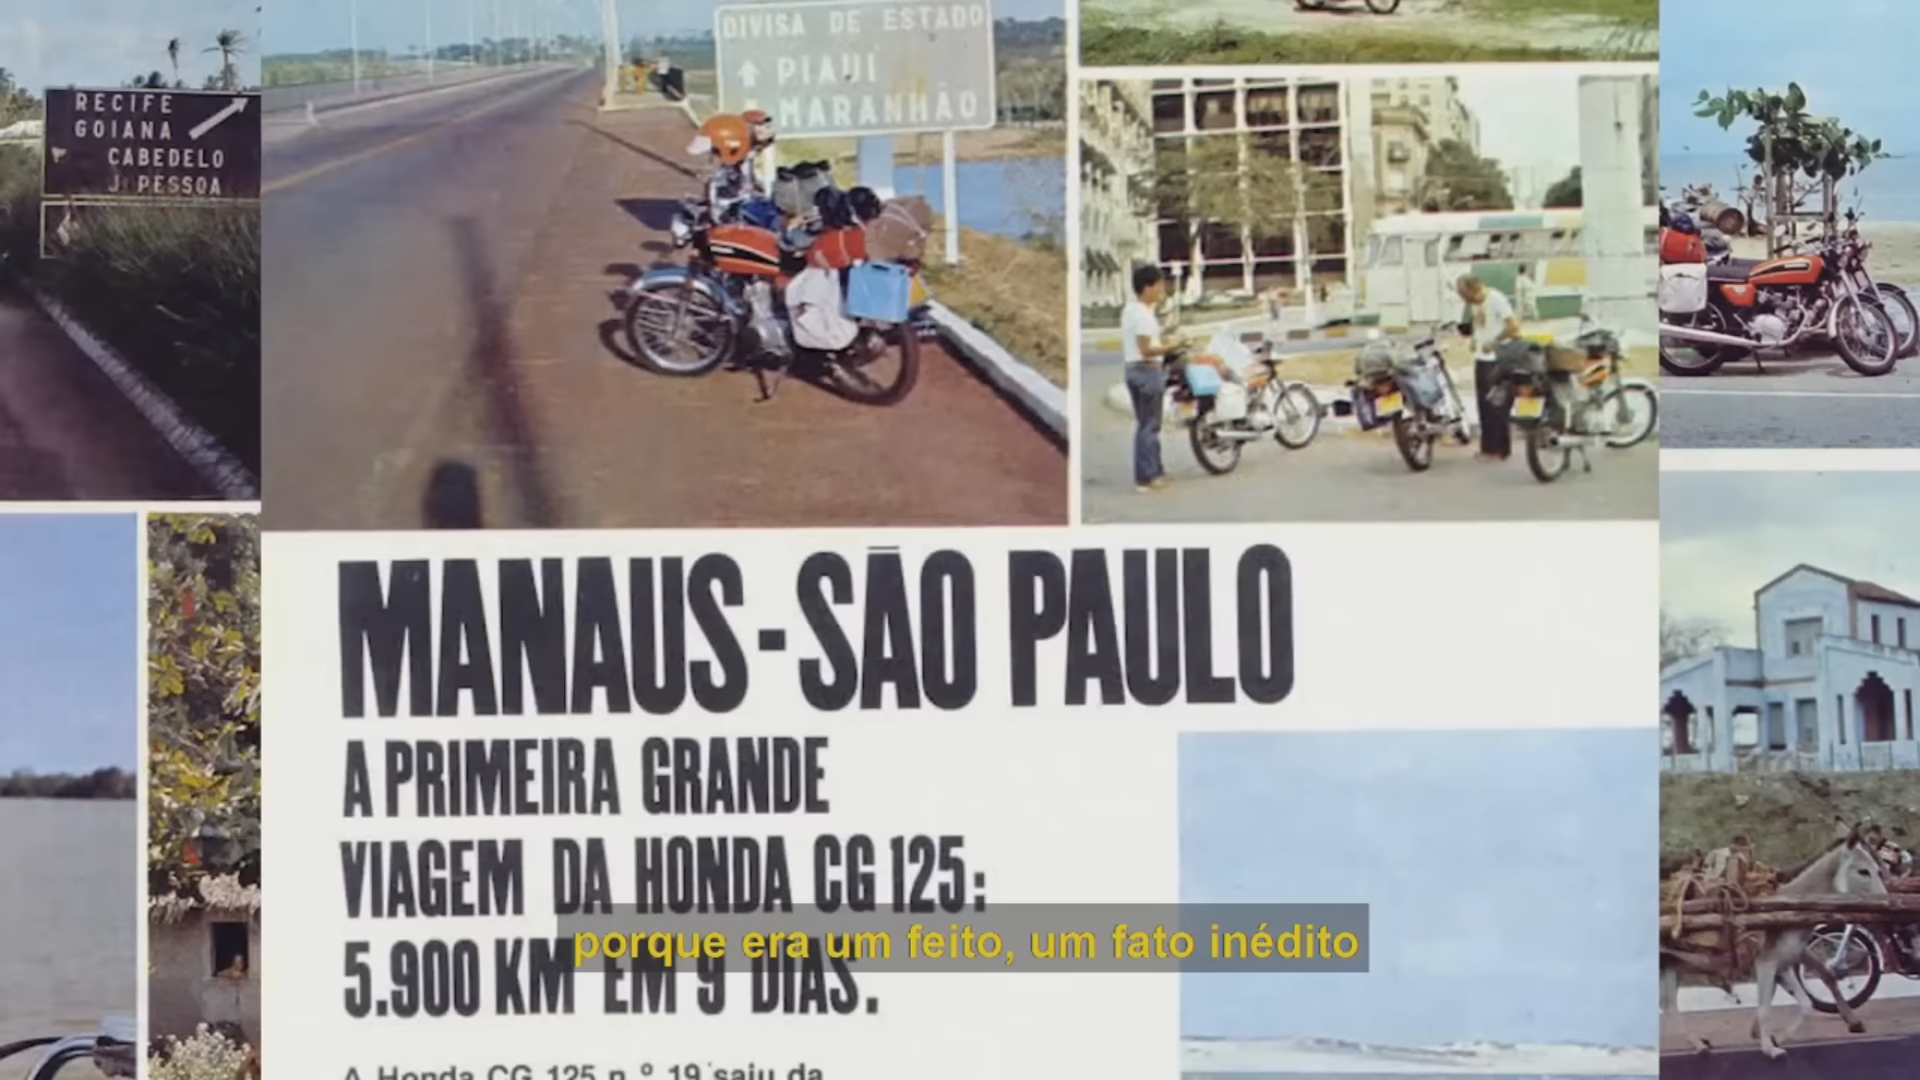 RECIFE
GOIANA
CABEDELO
J. PESSOA
DIVISA DE ESTADO
PIAUÍ
MARANHÃO
MANAUS-SÃO PAULO
A PRIMEIRA GRANDE
VIAGEM DA HONDA CG 125:
5.900 KM EM 9 DIAS.
porque era um feito, um fato inédito
A Honda CG 125 n.º 19 saiu da